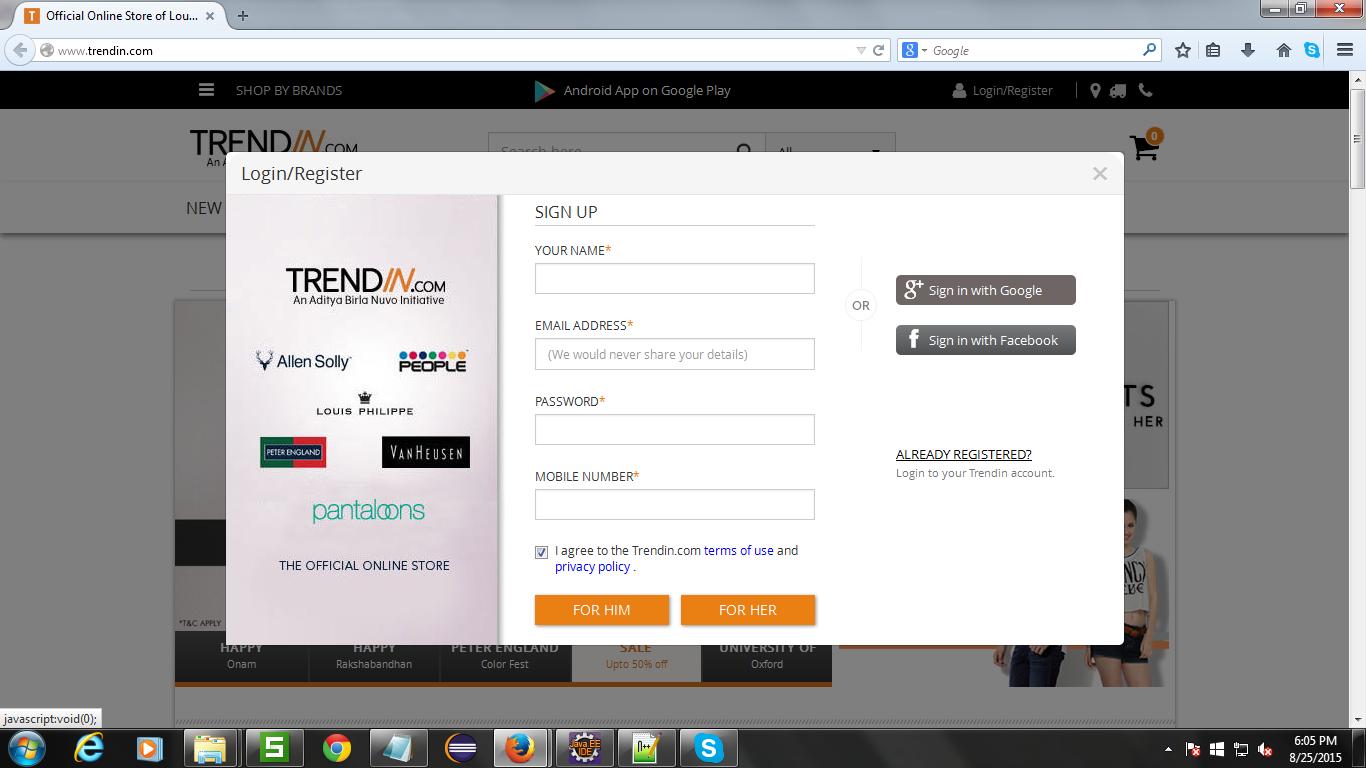 Official Online Store of Lou...
www.trendin.com
Google
SHOP BY BRANDS
Android App on Google Play
Login/Register
TRENDIN.COM
0
Search here
All
An A
Login/Register
NEW
SIGN UP
YOUR NAME*
TRENDIN.COM
An Aditya Birla Nuvo Initiative
Sign in with Google
OR
EMAIL ADDRESS*
(We would never share your details)
Sign in with Facebook
Allen Solly
PEOPLE
LOUIS PHILIPPE
PASSWORD*
TS
HER
PETER ENGLAND
VANHEUSEN
ALREADY REGISTERED?
Login to your Trendin account.
MOBILE NUMBER*
pantaloons
I agree to the Trendin.com terms of use and
privacy policy .
THE OFFICIAL ONLINE STORE
FOR HIM
FOR HER
*T&C APPLY
HAPPY
Onam
HAPPY
Rakshabandhan
PETER ENGLAND
Color Fest
SALE
Upto 50% off
UNIVERSITY OF
Oxford
javascript:void(0);
Java EE
IDE
6:05 PM
8/25/2015